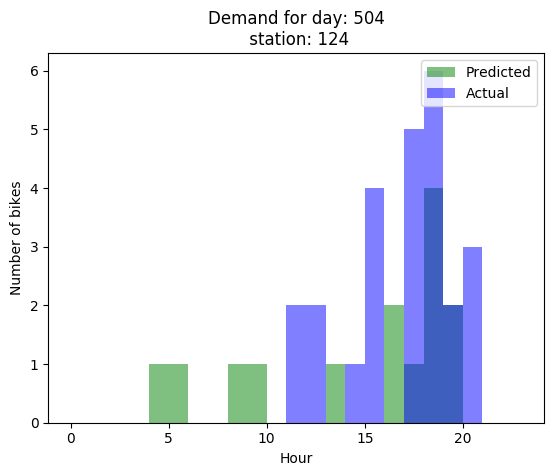 Demand for day: 504
station: 124
Predicted
Actual
6
5
4
3
2
1
0
Number of bikes
0 5 10 15 20
Hour